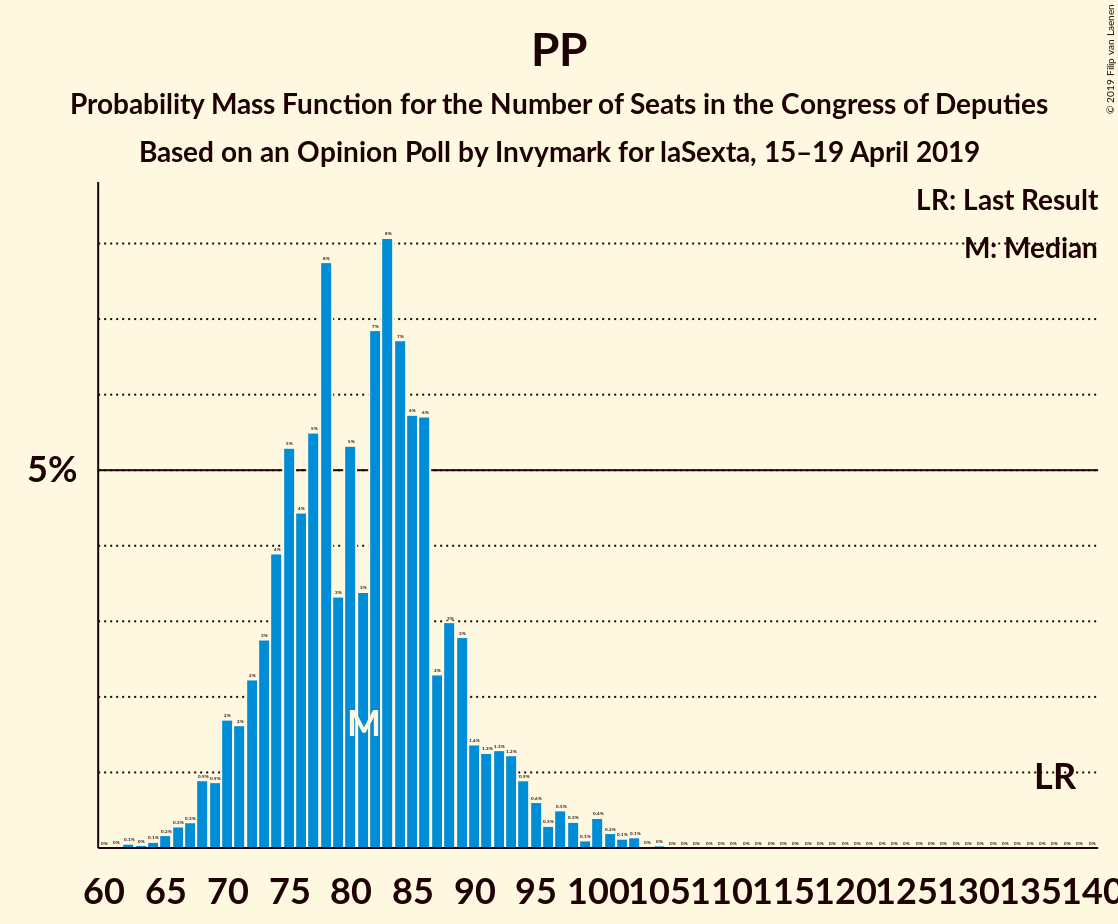 PP
Probability Mass Function for the Number of Seats in the Congress of Deputies
Based on an Opinion Poll by Invymark for laSexta, 15–19 April 2019
© 2019 Filip van Laenen
LR: Last Result
M: Median
5%
M
LR
60 65 70 75 80 85 90 95 100 105 110 115 120 125 130 135 140